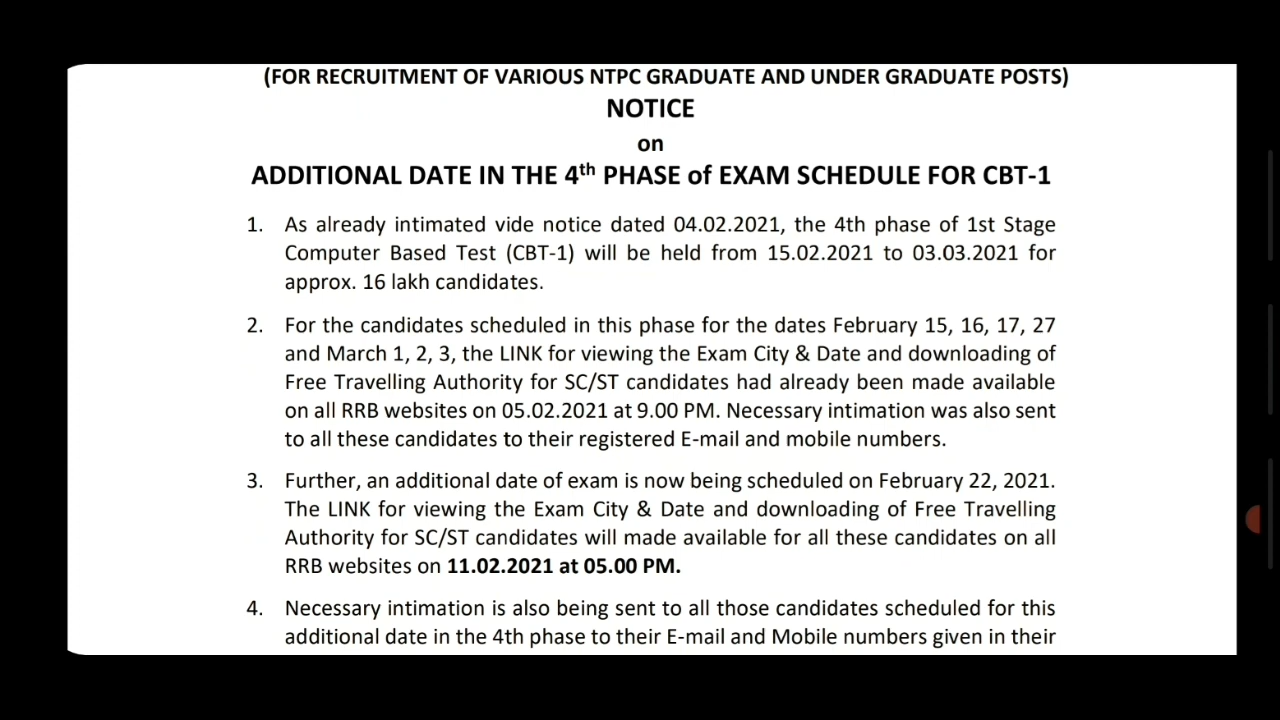 (FOR RECRUITMENT OF VARIOUS NTPC GRADUATE AND UNDER GRADUATE POSTS)
NOTICE
on
ADDITIONAL DATE IN THE 4th PHASE of EXAM SCHEDULE FOR CBT-1
1. As already intimated vide notice dated 04.02.2021, the 4th phase of 1st Stage
Computer Based Test (CBT-1) will be held from 15.02.2021 to 03.03.2021 for
approx. 16 lakh candidates.
2. For the candidates scheduled in this phase for the dates February 15, 16, 17, 27
and March 1, 2, 3, the LINK for viewing the Exam City & Date and downloading of
Free Travelling Authority for SC/ST candidates had already been made available
on all RRB websites on 05.02.2021 at 9.00 PM. Necessary intimation was also sent
to all these candidates to their registered E-mail and mobile numbers.
3. Further, an additional date of exam is now being scheduled on February 22, 2021.
The LINK for viewing the Exam City & Date and downloading of Free Travelling
Authority for SC/ST candidates will made available for all these candidates on all
RRB websites on 11.02.2021 at 05.00 PM.
4. Necessary intimation is also being sent to all those candidates scheduled for this
additional date in the 4th phase to their E-mail and Mobile numbers given in their